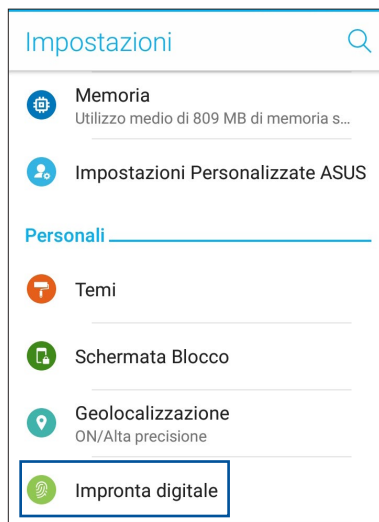 Impostazioni
Memoria
Utilizzo medio di 809 MB di memoria s...
Impostazioni Personalizzate ASUS
Personali
Temi
Schermata Blocco
Geolocalizzazione
ON/Alta precisione
Impronta digitale